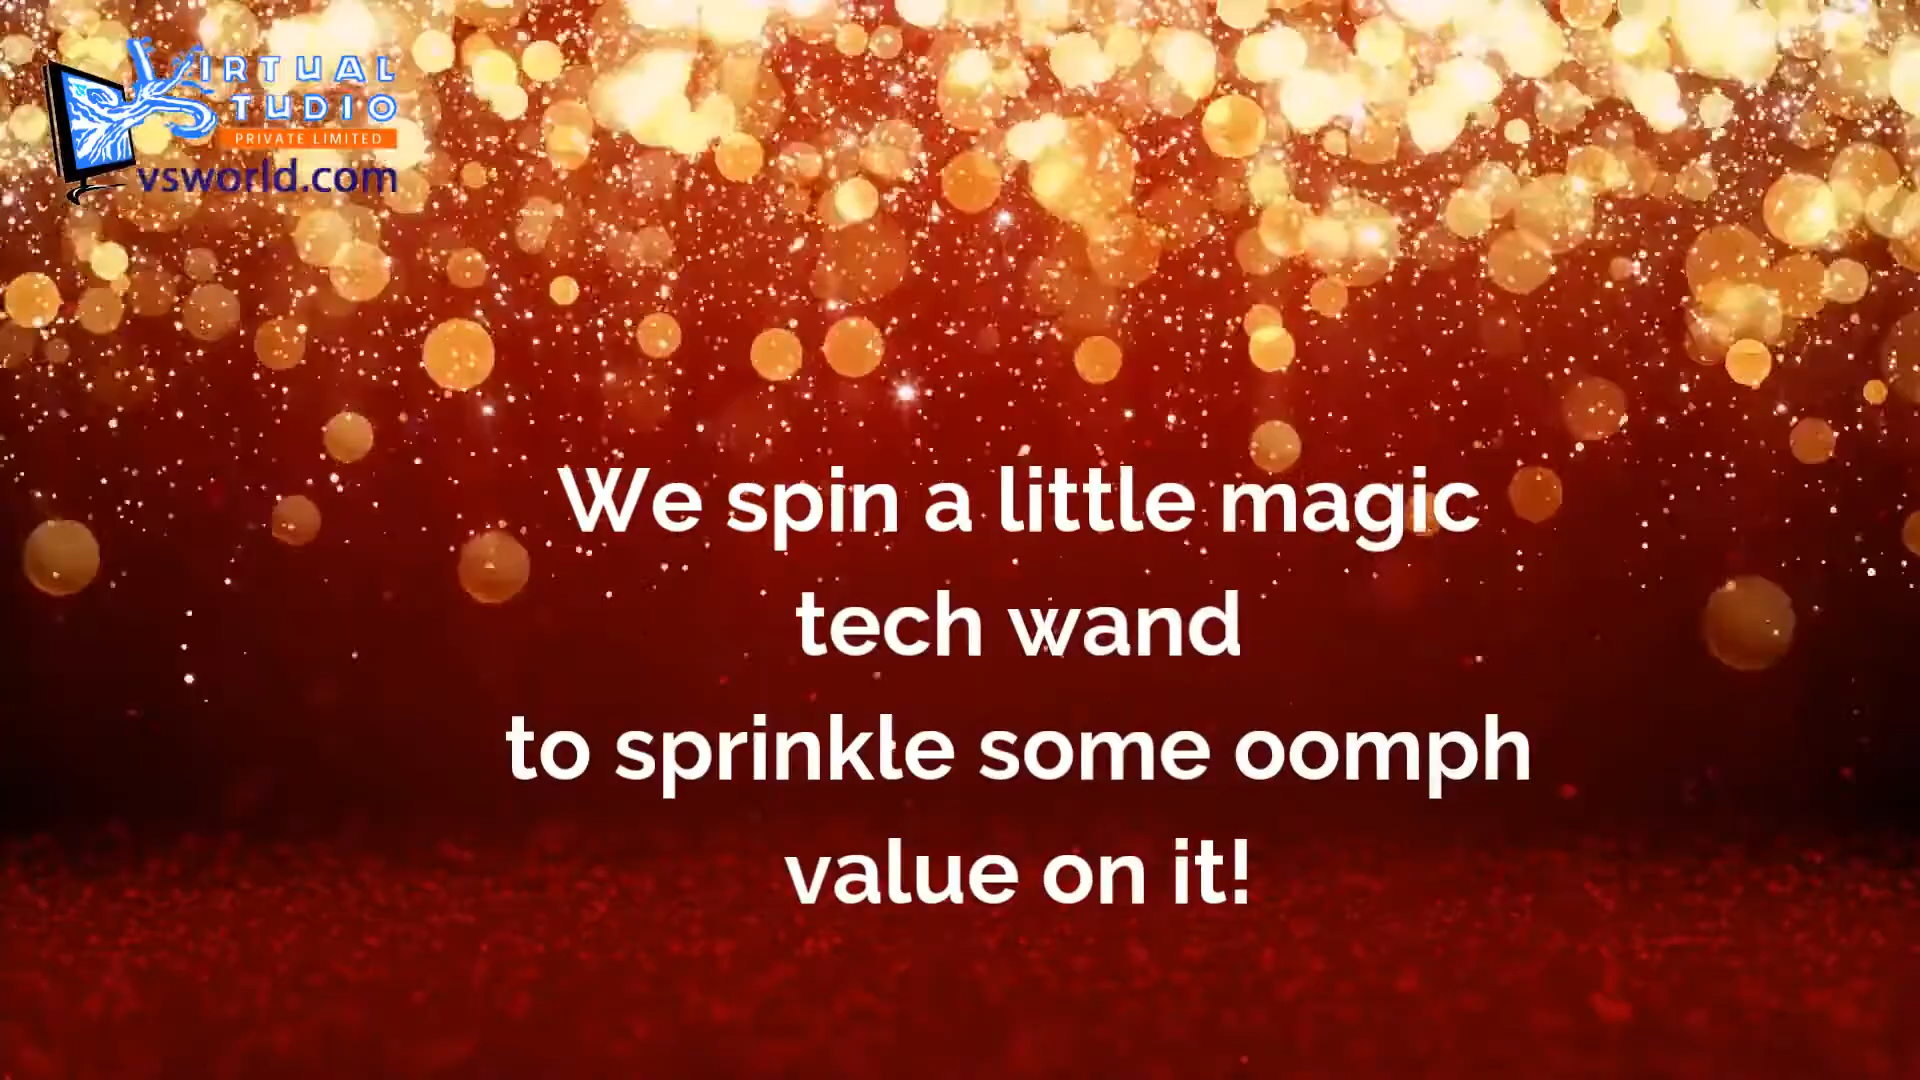 VIRTUAL
STUDIO
PRIVATE LIMITED
vsworld.com
We spin a little magic
tech wand
to sprinkle some oomph
value on it!